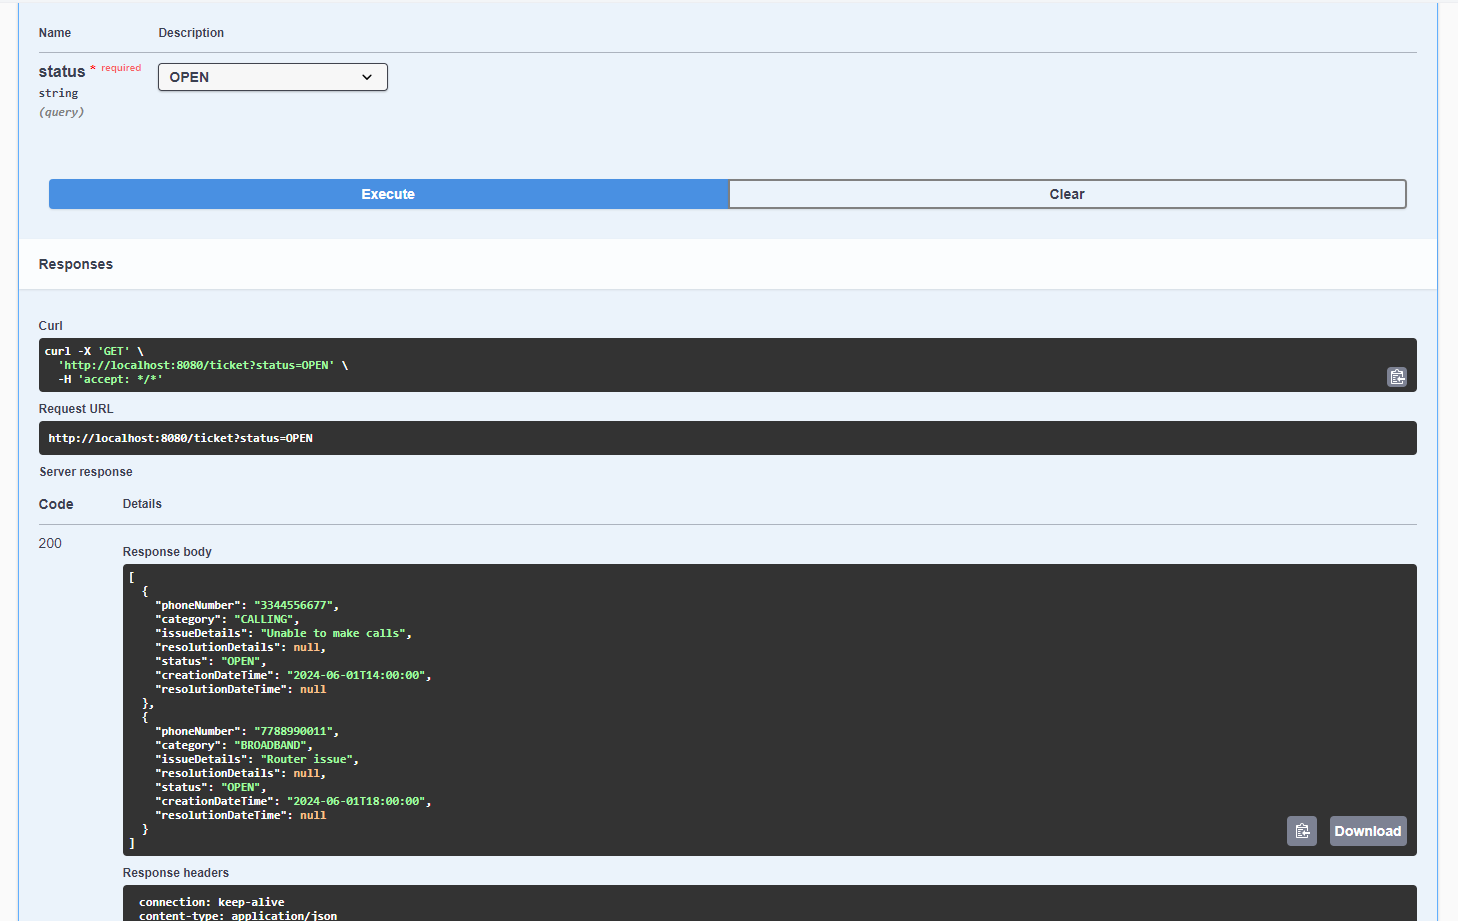 Name Description
status * required OPEN
string
(query)
Execute Clear
Responses
Curl
curl -X 'GET' \
  'http://localhost:8080/ticket?status=OPEN' \
  -H 'accept: */*'
Request URL
http://localhost:8080/ticket?status=OPEN
Server response
Code Details
200
Response body
[
  {
    "phoneNumber": "3344556677",
    "category": "CALLING",
    "issueDetails": "Unable to make calls",
    "resolutionDetails": null,
    "status": "OPEN",
    "creationDateTime": "2024-06-01T14:00:00",
    "resolutionDateTime": null
  },
  {
    "phoneNumber": "7788990011",
    "category": "BROADBAND",
    "issueDetails": "Router issue",
    "resolutionDetails": null,
    "status": "OPEN",
    "creationDateTime": "2024-06-01T18:00:00",
    "resolutionDateTime": null
  }
]
Download
Response headers
connection: keep-alive
content-type: application/json